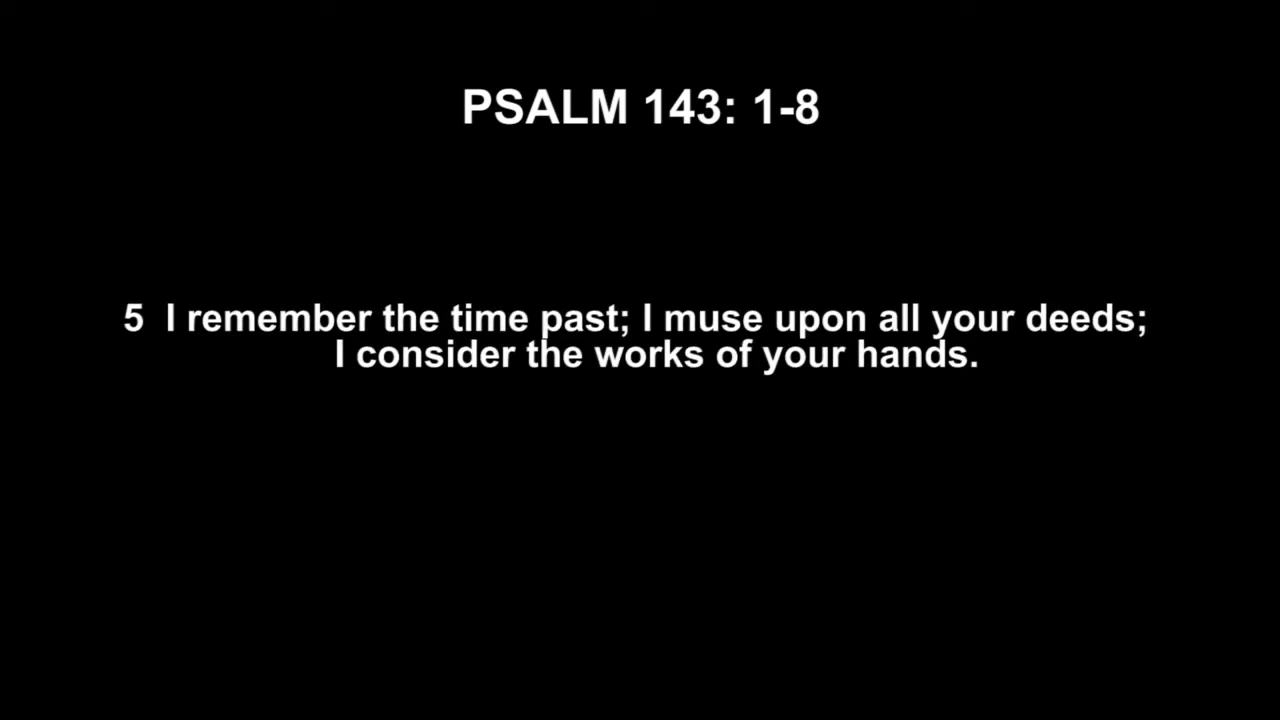 PSALM 143: 1-8
5 I remember the time past; I muse upon all your deeds;
I consider the works of your hands.